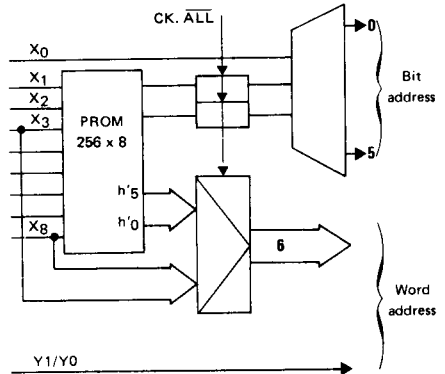 CK. ALL
X0
X1
X2
X3
PROM
256 x 8
h'5
h'0
X8
0
Bit
address
5
6
Word
address
Y1/Y0